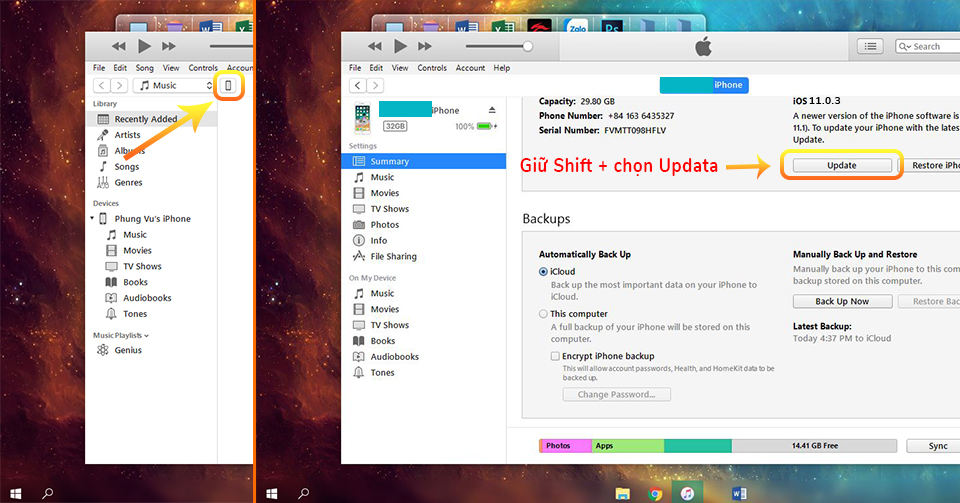 File Edit Song View Controls Accou
Music
Library
Recently Added
Artists
Albums
Songs
Genres
Devices
Phung Vu's iPhone
Music
Movies
TV Shows
Books
Audiobooks
Tones
Music Playlists
Genius
Zalo
Ps
Search
File Edit View Controls Account Help
iPhone
iPhone
32GB
100%
Settings
Summary
Music
Movies
TV Shows
Photos
Info
File Sharing
On My Device
Music
Movies
TV Shows
Books
Audiobooks
Tones
Capacity: 29.80 GB
Phone Number: +84 163 6435327
Serial Number: FVMTT098HFLV
iOS 11.0.3
A newer version of the iPhone software is
11.1). To update your iPhone with the lates
Update.
Giữ Shift + chọn Updata
Update
Restore iPho
Backups
Automatically Back Up
iCloud
Back up the most important data on your iPhone to
iCloud.
This computer
A full backup of your iPhone will be stored on this
computer.
Encrypt iPhone backup
This will allow account passwords, Health, and HomeKit data to be
backed up.
Change Password...
Manually Back Up and Restore
Manually back up your iPhone to this com
backup stored on this computer.
Back Up Now
Restore Back
Latest Backup:
Today 4:37 PM to iCloud
Photos
Apps
14.41 GB Free
Sync